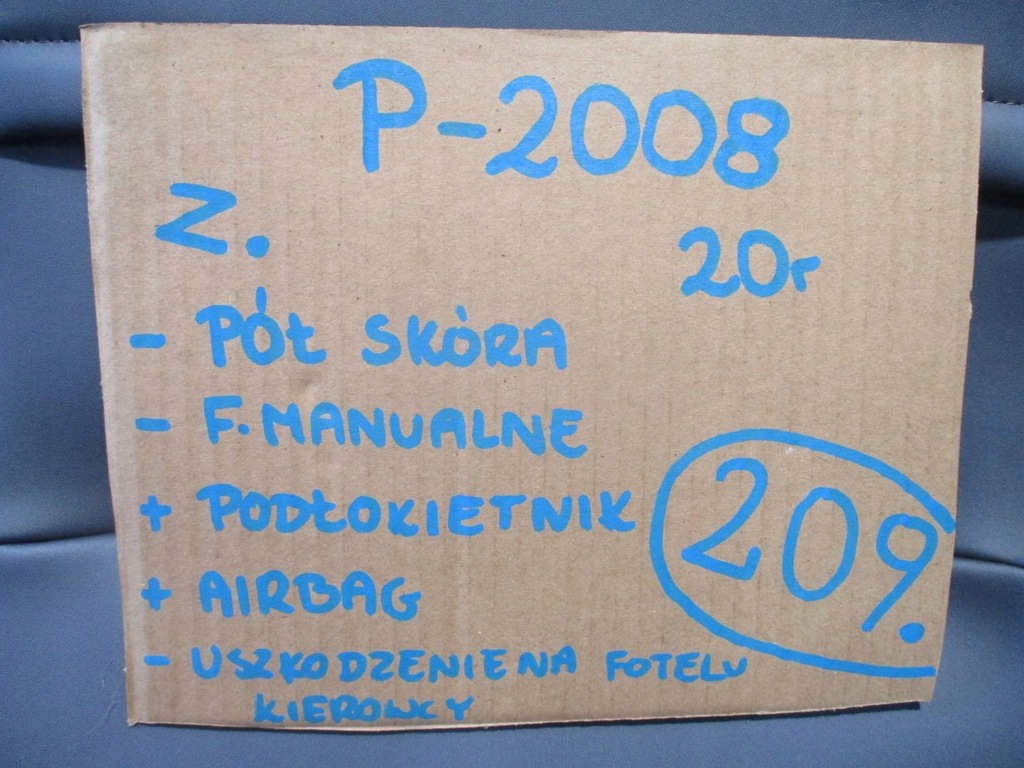 P-2008
Z.
20r
- PÓŁ SKÓRA
- F. MANUALNE
+ PODŁOKIETNIK
+ AIRBAG
209.
- USZKODZENIE NA FOTELU
KIEROWCY